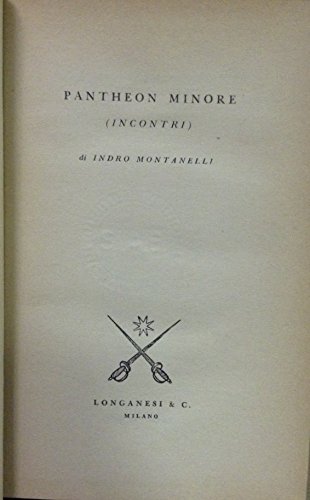 PANTHEON MINORE
(INCONTRI)
di INDRO MONTANELLI
LONGANESI & C.
MILANO